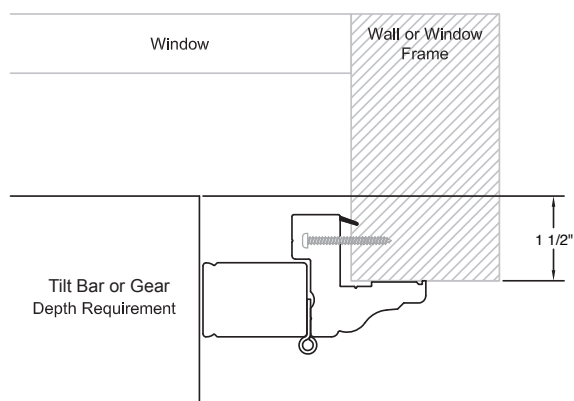 Window
Wall or Window
Frame
1 1/2"
Tilt Bar or Gear
Depth Requirement